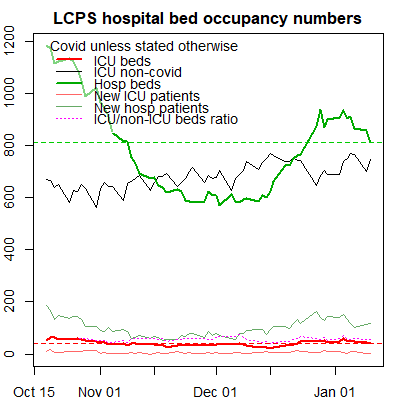 LCPS hospital bed occupancy numbers
Covid unless stated otherwise
ICU beds
ICU non-covid
Hosp beds
New ICU patients
New hosp patients
ICU/non-ICU beds ratio
1200
1000
800
600
400
200
0
Oct 15 Nov 01 Dec 01 Jan 01